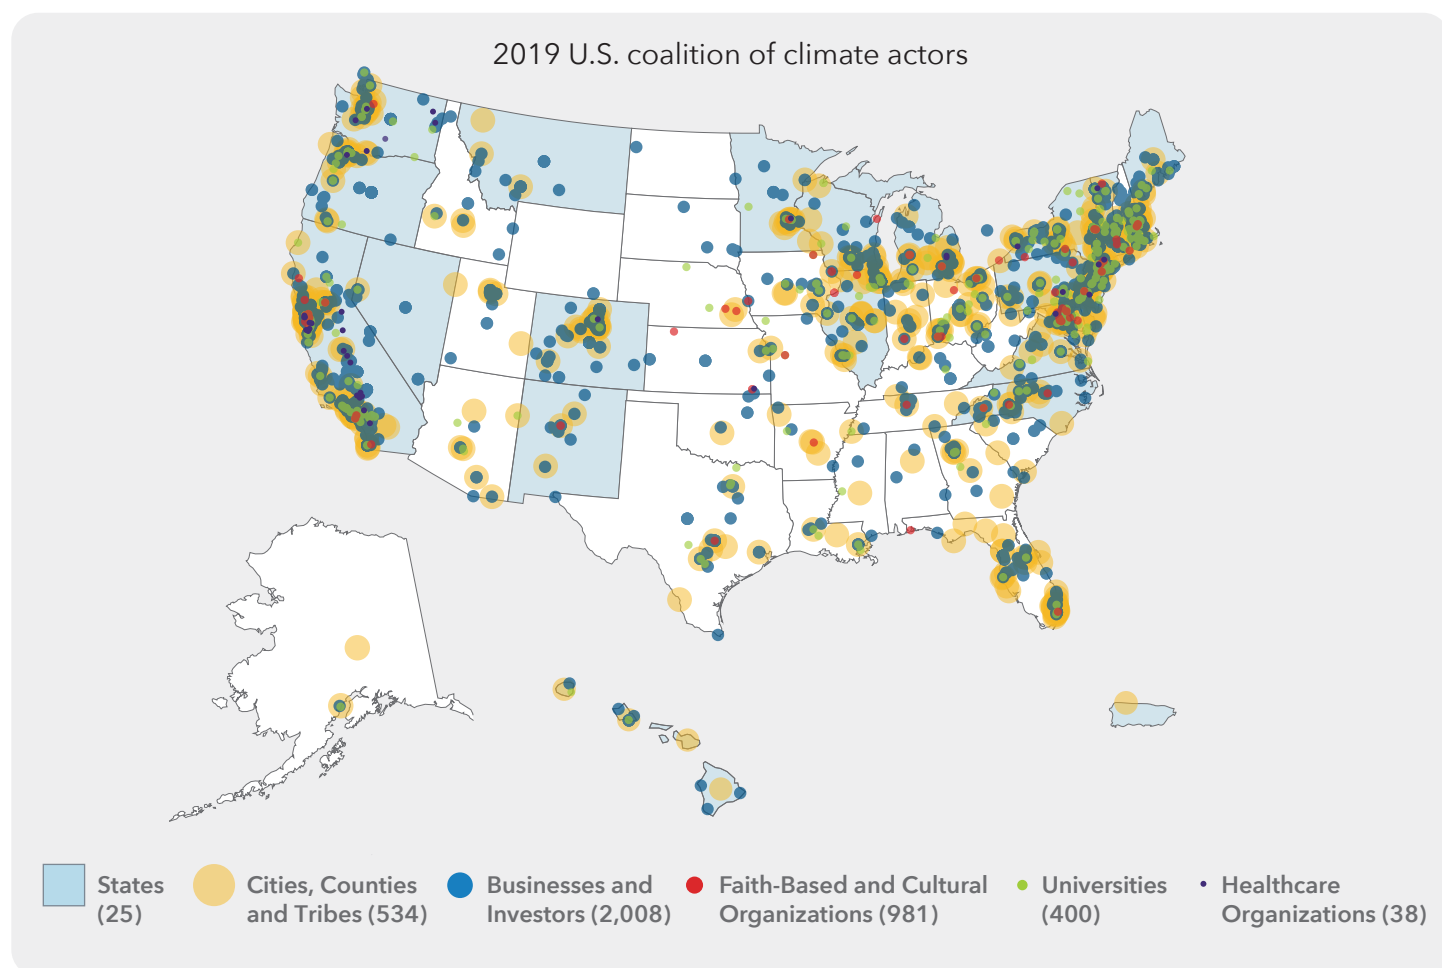 2019 U.S. coalition of climate actors
States
(25)
Cities, Counties
and Tribes (534)
Businesses and
Investors (2,008)
Faith-Based and Cultural
Organizations (981)
Universities
(400)
Healthcare
Organizations (38)